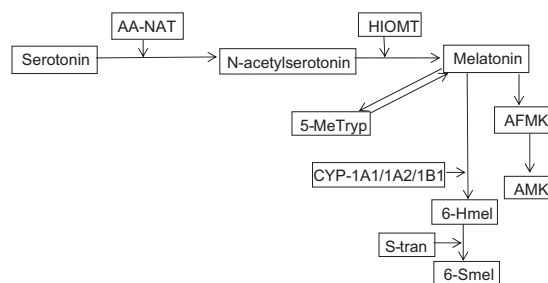 AA-NAT
HIOMT
Serotonin
N-acetylserotonin
Melatonin
5-MeTryp
AFMK
CYP-1A1/1A2/1B1
AMK
6-Hmel
S-tran
6-Smel